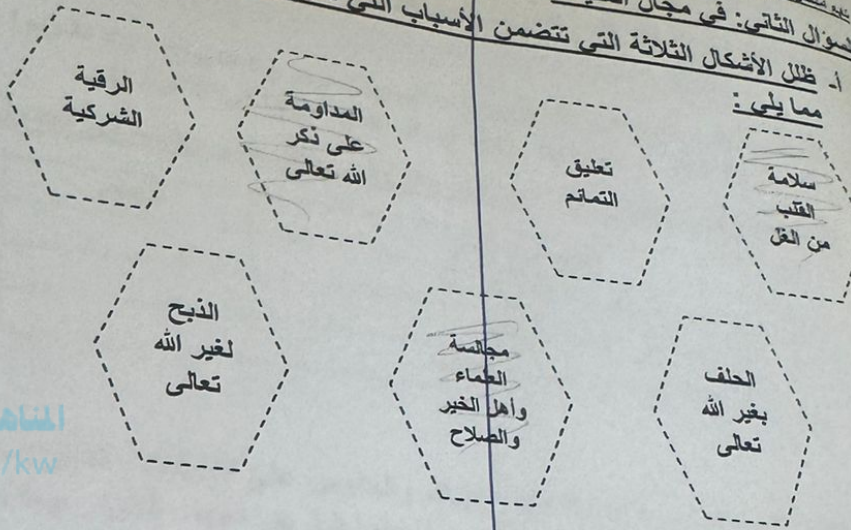 السؤال الثاني: في مجال
أ- ظلل الأشكال الثلاثة التي تتضمن الأسباب التي
مما يلي :
سلامة
القلب
من الغل
تعليق
التمائم
المداومة
على ذكر
الله تعالى
الرقية
الشركية
الحلف
بغير الله
تعالى
مجالسة
العلماء
وأهل الخير
والصلاح
الذبح
لغير الله
تعالى
/kw